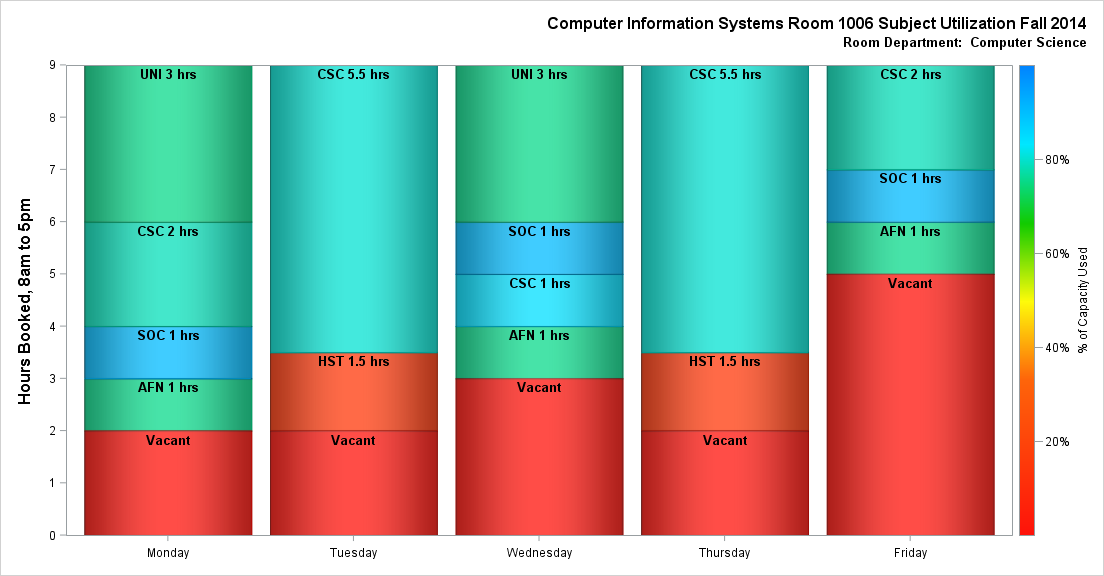 Computer Information Systems Room 1006 Subject Utilization Fall 2014
Room Department:  Computer Science
Hours Booked, 8am to 5pm
9
8
7
6
5
4
3
2
1
0
UNI 3 hrs
CSC 2 hrs
SOC 1 hrs
AFN 1 hrs
Vacant
CSC 5.5 hrs
HST 1.5 hrs
Vacant
UNI 3 hrs
SOC 1 hrs
CSC 1 hrs
AFN 1 hrs
Vacant
CSC 5.5 hrs
HST 1.5 hrs
Vacant
CSC 2 hrs
SOC 1 hrs
AFN 1 hrs
Vacant
Monday
Tuesday
Wednesday
Thursday
Friday
80%
60%
40%
20%
% of Capacity Used